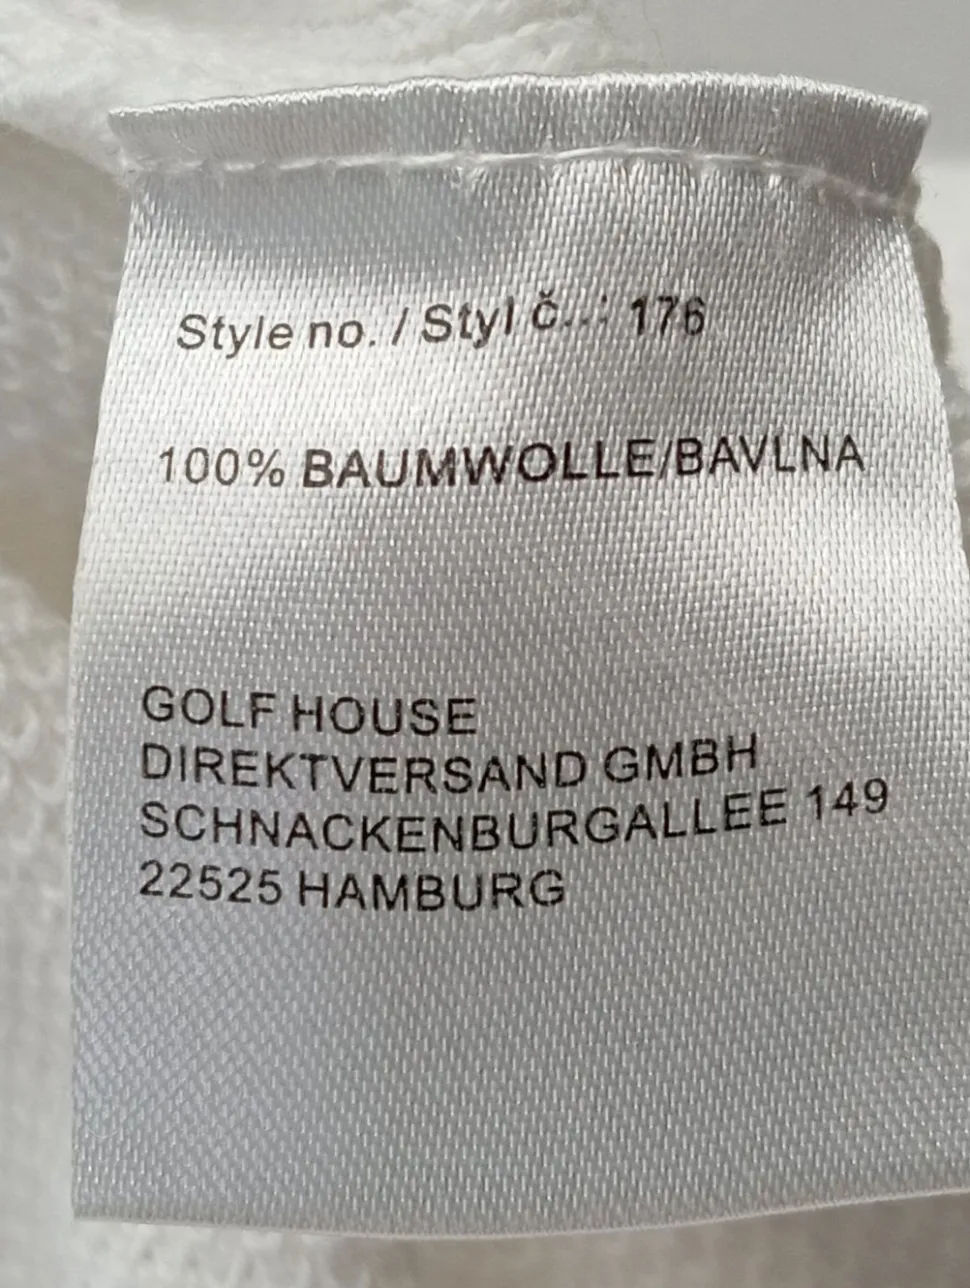 Style no. / Styl č..: 176
100% BAUMWOLLE/BAVLNA
GOLF HOUSE
DIREKTVERSAND GMBH
SCHNACKENBURGALLEE 149
22525 HAMBURG